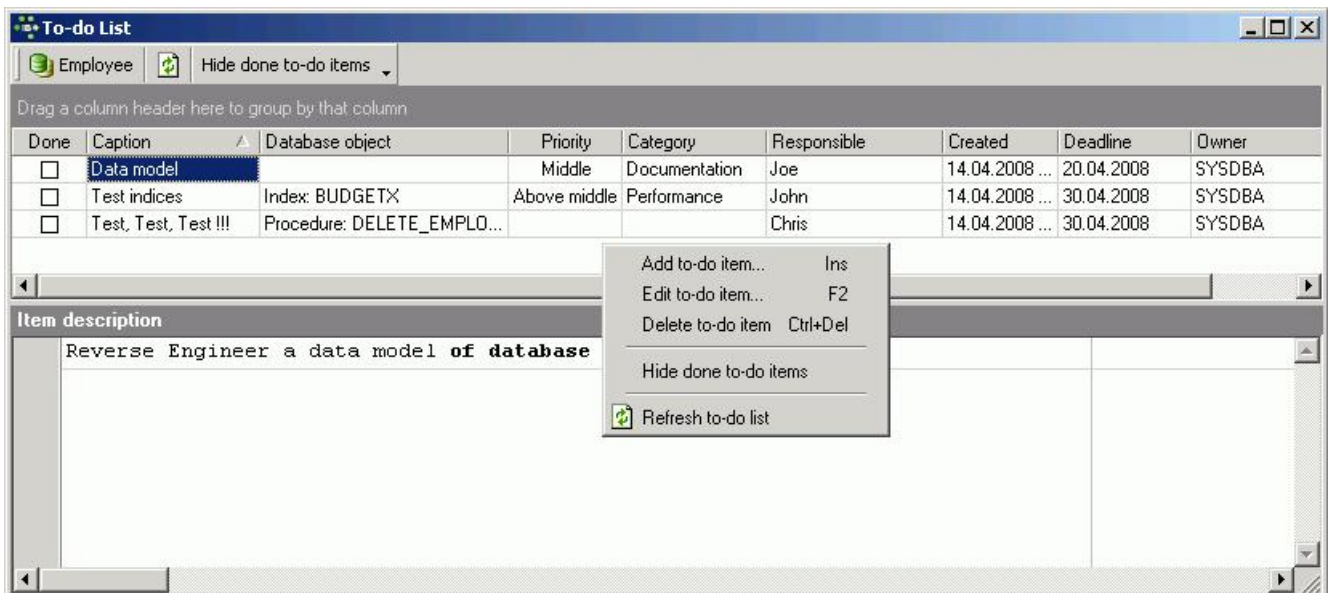 To-do List
Employee Hide done to-do items
Drag a column header here to group by that column
Done Caption Database object Priority Category Responsible Created Deadline Owner
Data model Middle Documentation Joe 14.04.2008 ... 20.04.2008 SYSDBA
Test indices Index: BUDGETX Above middle Performance John 14.04.2008 ... 30.04.2008 SYSDBA
Test, Test, Test !!! Procedure: DELETE_EMPLO... Chris 14.04.2008 ... 30.04.2008 SYSDBA
Add to-do item... Ins
Edit to-do item... F2
Delete to-do item Ctrl+Del
Hide done to-do items
Refresh to-do list
Item description
Reverse Engineer a data model of database